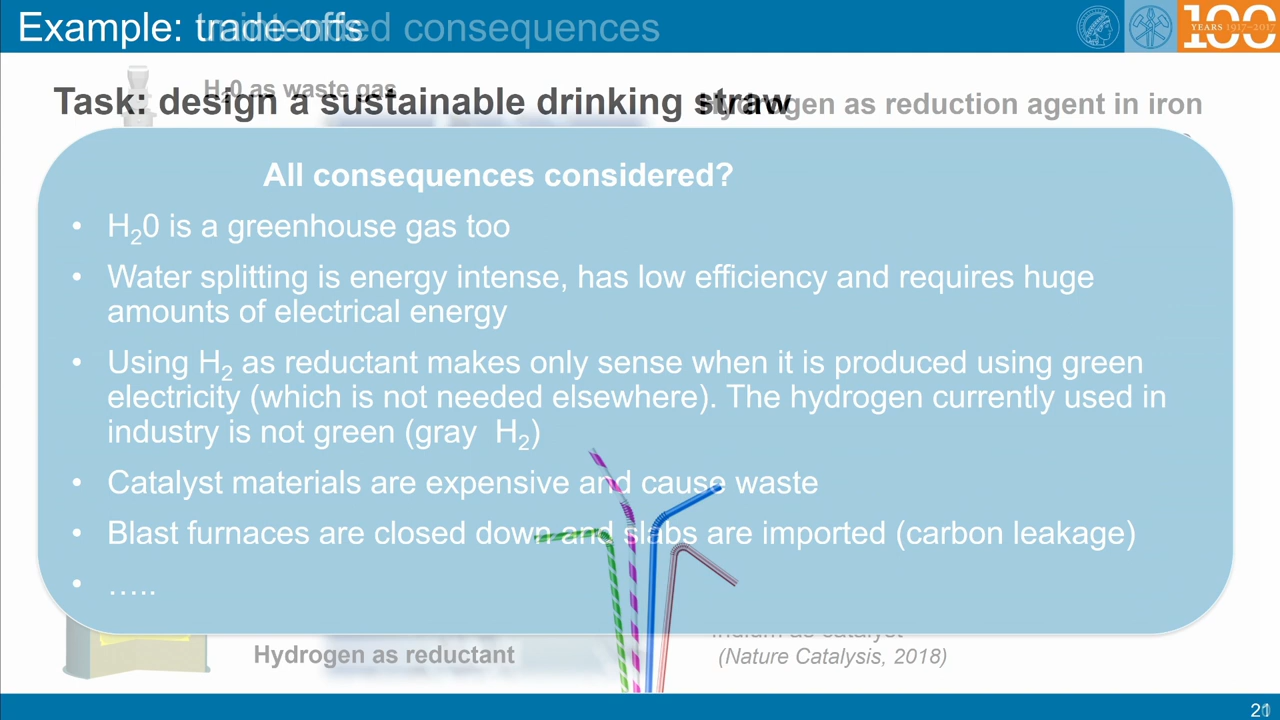 Example: trade-offs
unintended consequences
100
YEARS 1917-2017
H20 as waste gas
Task: design a sustainable drinking straw
Hydrogen as reduction agent in iron
All consequences considered?
• H20 is a greenhouse gas too
• Water splitting is energy intense, has low efficiency and requires huge
amounts of electrical energy
• Using H2 as reductant makes only sense when it is produced using green
electricity (which is not needed elsewhere). The hydrogen currently used in
industry is not green (gray H2)
• Catalyst materials are expensive and cause waste
• Blast furnaces are closed down and slabs are imported (carbon leakage)
• …..
Hydrogen as reductant
as catalyst
(Nature Catalysis, 2018)